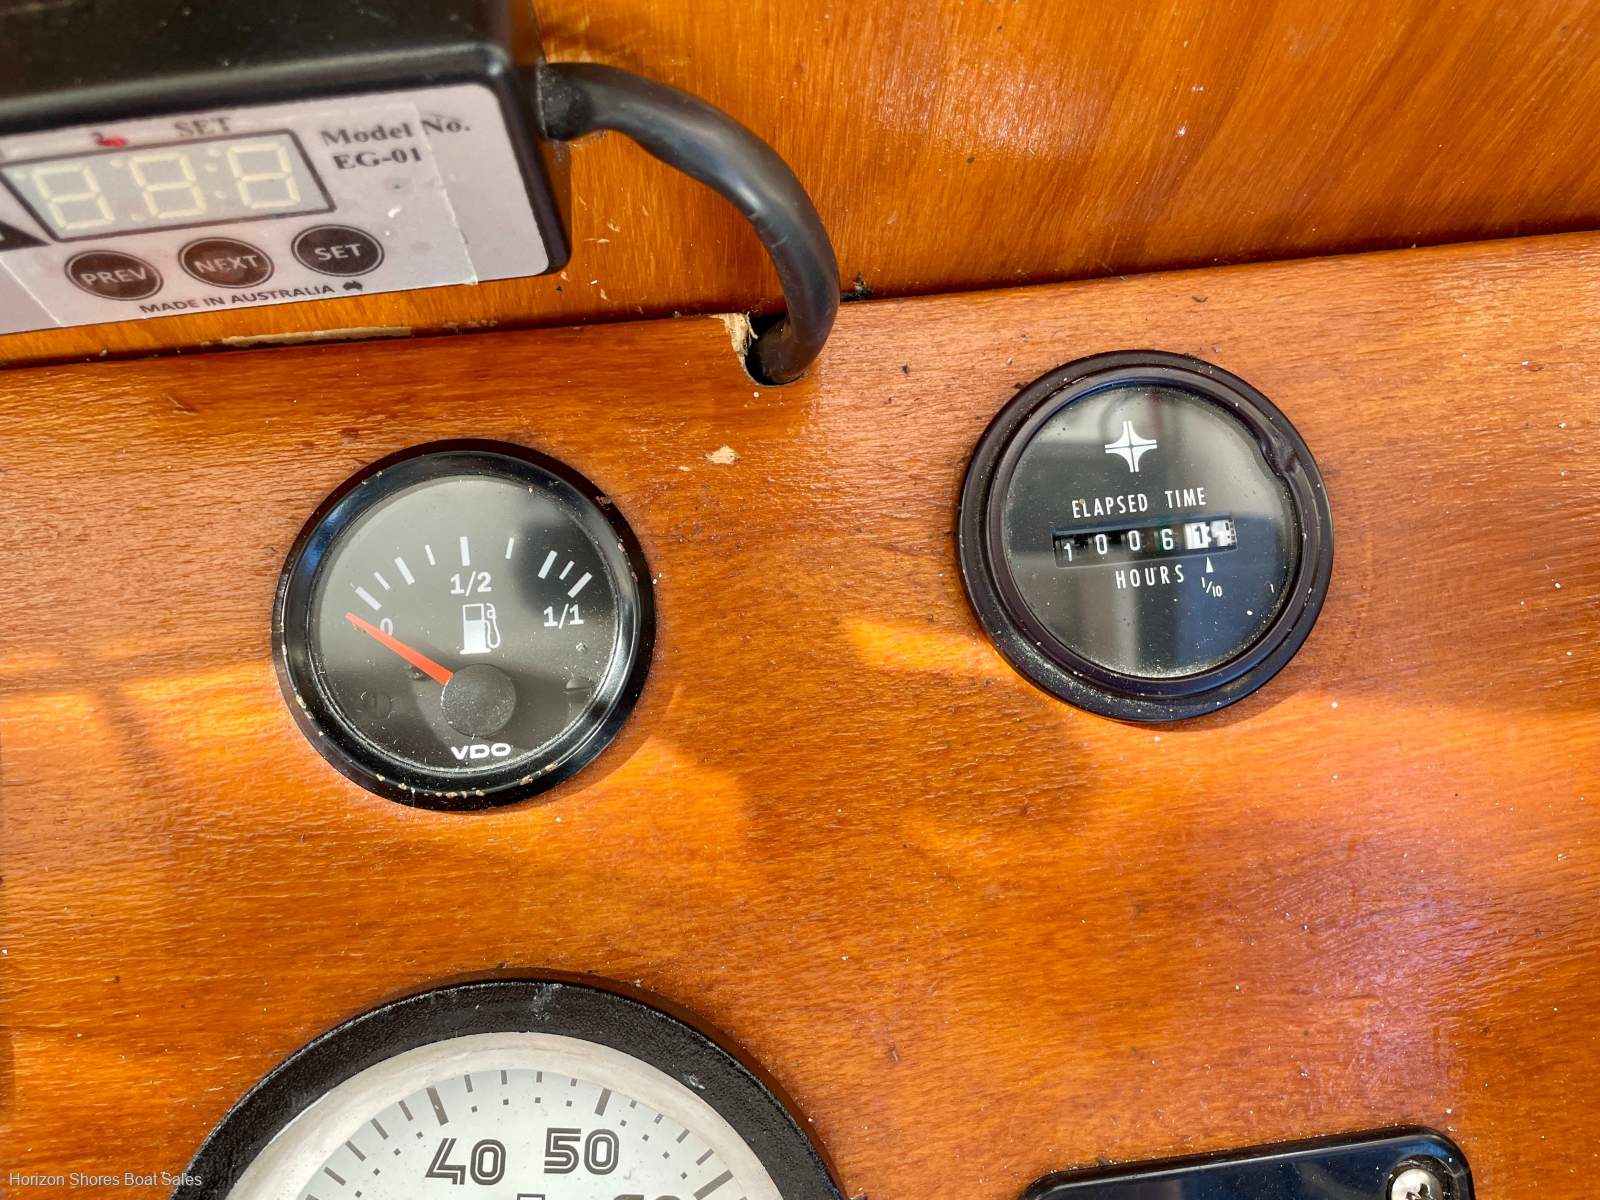 SET
Model No.
EG-01
PREV NEXT SET
MADE IN AUSTRALIA
ELAPSED TIME
1006
HOURS
1/10
0 1/2 1/1
VDO
40 50
Horizon Shores Boat Sales